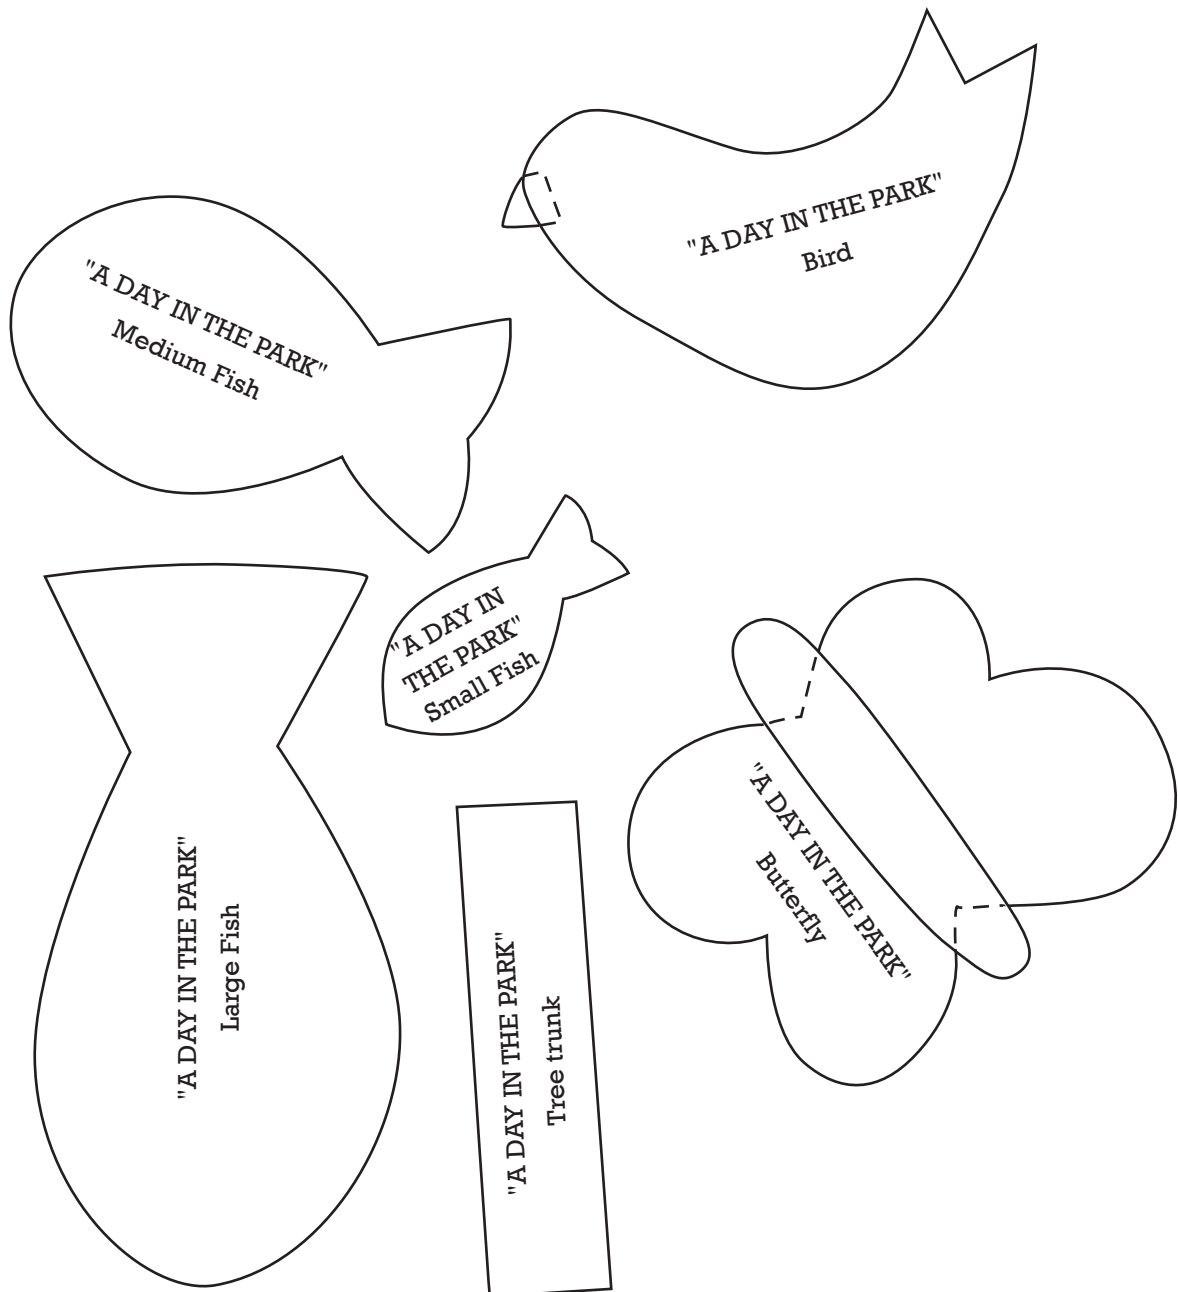 "A DAY IN THE PARK"
Bird
"A DAY IN THE PARK"
Medium Fish
"A DAY IN
THE PARK"
Small Fish
"A DAY IN THE PARK"
Large Fish
"A DAY IN THE PARK"
Tree trunk
"A DAY IN THE PARK"
Butterfly